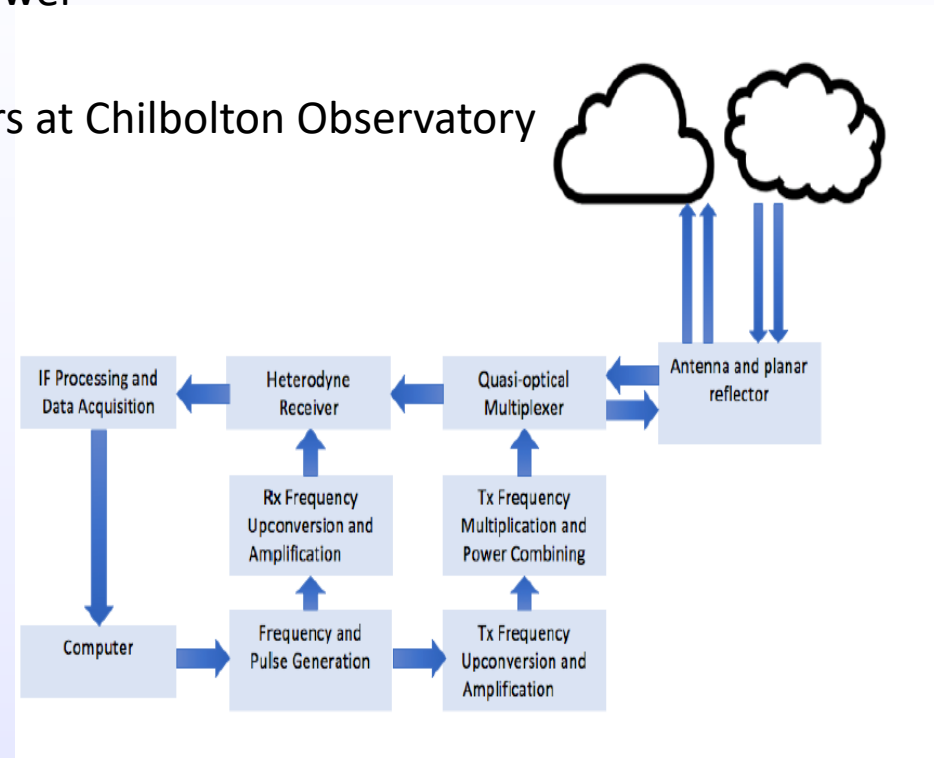 rs at Chilbolton Observatory
IF Processing and
Data Acquisition
Heterodyne
Receiver
Quasi-optical
Multiplexer
Antenna and planar
reflector
Rx Frequency
Upconversion and
Amplification
Tx Frequency
Multiplication and
Power Combining
Computer
Frequency and
Pulse Generation
Tx Frequency
Upconversion and
Amplification